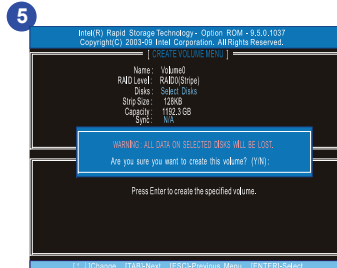 5
Intel(R) Rapid Storage Technology - Option ROM - 9.5.0.1037
Copyright(C) 2003-09 Intel Corporation. All Rights Reserved.
[ CREATE VOLUME MENU ]
Name : Volume0
RAID Level : RAID0(Stripe)
Disks : Select Disks
Strip Size : 128KB
Capacity : 1192.3 GB
Sync : N/A
WARNING : ALL DATA ON SELECTED DISKS WILL BE LOST.
Are you sure you want to create this volume? (Y/N) :
Press Enter to create the specified volume.
]Change [TAB]-Next [ESC]-Previous Menu [ENTER]-Select